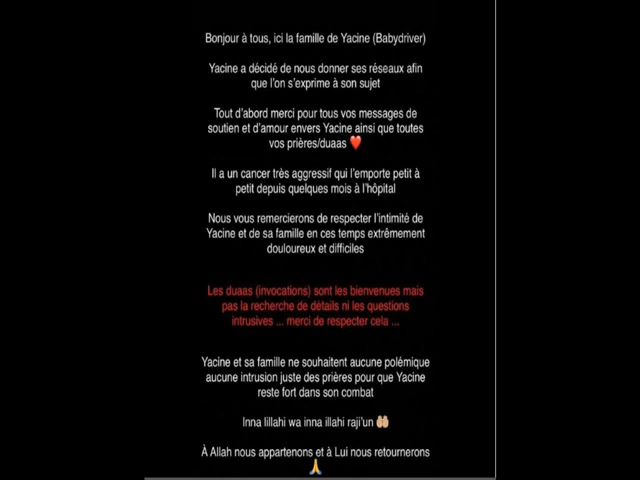 Bonjour à tous, ici la famille de Yacine (Babydriver)
Yacine a décidé de nous donner ses réseaux afin
que l'on s'exprime à son sujet
Tout d'abord merci pour tous vos messages de
soutien et d'amour envers Yacine ainsi que toutes
vos prières/duaas ❤️
Il a un cancer très aggressif qui l'emporte petit à
petit depuis quelques mois à l'hôpital
Nous vous remercierons de respecter l'intimité de
Yacine et de sa famille en ces temps extrêmement
douloureux et difficiles
Les duaas (invocations) sont les bienvenues mais
pas la recherche de détails ni les questions
intrusives ... merci de respecter cela ...
Yacine et sa famille ne souhaitent aucune polémique
aucune intrusion juste des prières pour que Yacine
reste fort dans son combat
Inna lillahi wa inna illahi raji'un 🤲🏼
À Allah nous appartenons et à Lui nous retournerons
🙏